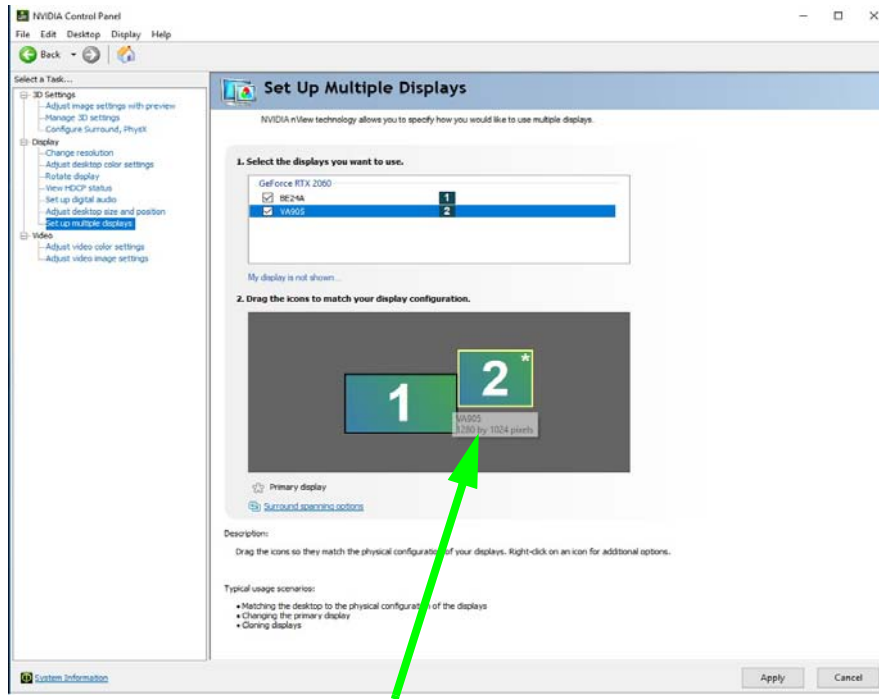 NVIDIA Control Panel
File Edit Desktop Display Help
Back
Select a Task...
3D Settings
Adjust image settings with preview
Manage 3D settings
Configure Surround, PhysX
Display
Change resolution
Adjust desktop color settings
Rotate display
View HDCP status
Set up digital audio
Adjust desktop size and position
Set up multiple displays
Video
Adjust video color settings
Adjust video image settings
Set Up Multiple Displays
NVIDIA nView technology allows you to specify how you would like to use multiple displays.
1. Select the displays you want to use.
GeForce RTX 2060
BE24A 1
VA905 2
My display is not shown...
2. Drag the icons to match your display configuration.
1
2 *
VA905
1280 by 1024 pixels
Primary display
Surround spanning options
Description:
Drag the icons so they match the physical configuration of your displays. Right-click on an icon for additional options.
Typical usage scenarios:
• Matching the desktop to the physical configuration of the displays
• Changing the primary display
• Cloning displays
System Information
Apply Cancel